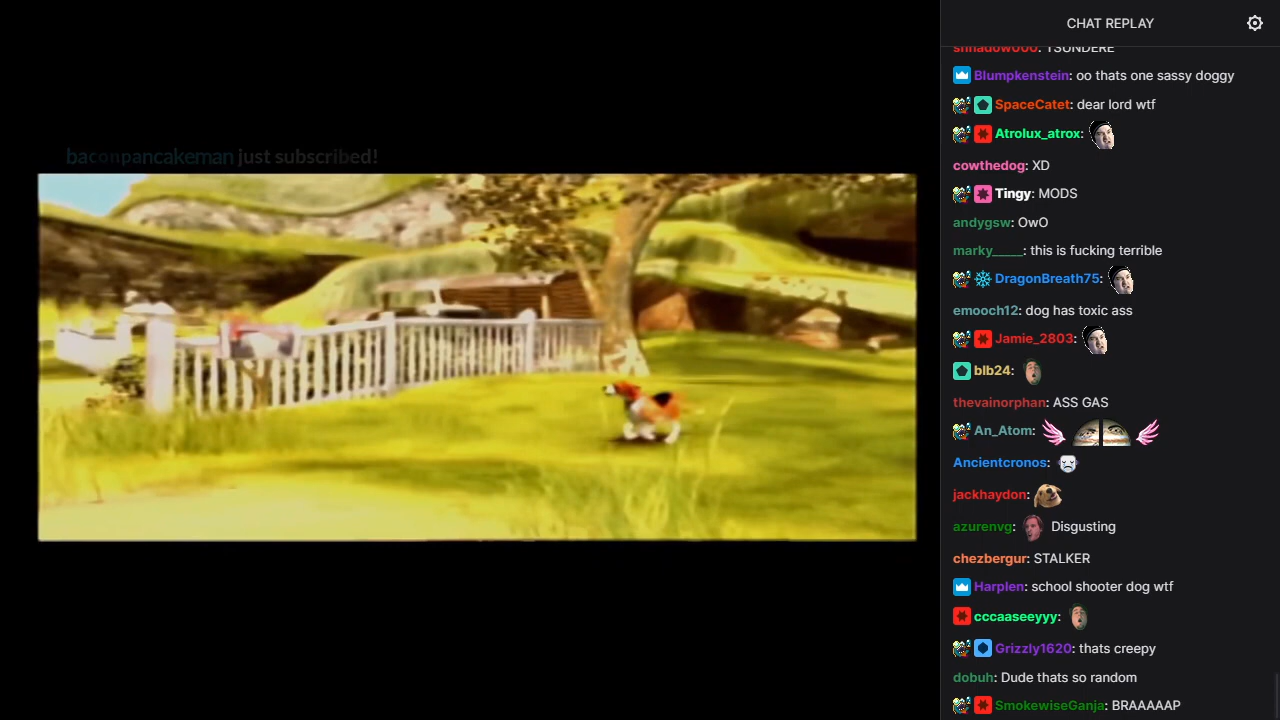 CHAT REPLAY
shhadow000: TSUNDERE
Blumpkenstein: oo thats one sassy doggy
SpaceCatet: dear lord wtf
Atrolux_atrox:
cowthedog: XD
Tingy: MODS
andygsw: OwO
marky_____: this is fucking terrible
DragonBreath75:
emooch12: dog has toxic ass
Jamie_2803:
blb24:
thevainorphan: ASS GAS
An_Atom:
Ancientcronos:
jackhaydon:
azurenvg: Disgusting
chezbergur: STALKER
Harplen: school shooter dog wtf
cccaaseeyyy:
Grizzly1620: thats creepy
dobuh: Dude thats so random
SmokewiseGanja: BRAAAAAP
baconpancakeman just subscribed!